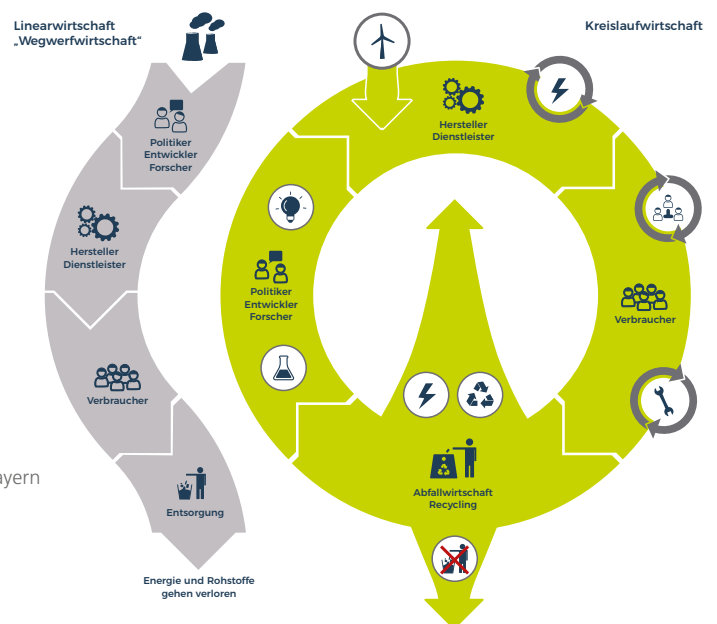 Linearwirtschaft
„Wegwerfwirtschaft“
Politiker
Entwickler
Forscher
Hersteller
Dienstleister
Verbraucher
Entsorgung
Energie und Rohstoffe
gehen verloren
ayern
Kreislaufwirtschaft
Hersteller
Dienstleister
Politiker
Entwickler
Forscher
Verbraucher
Abfallwirtschaft
Recycling